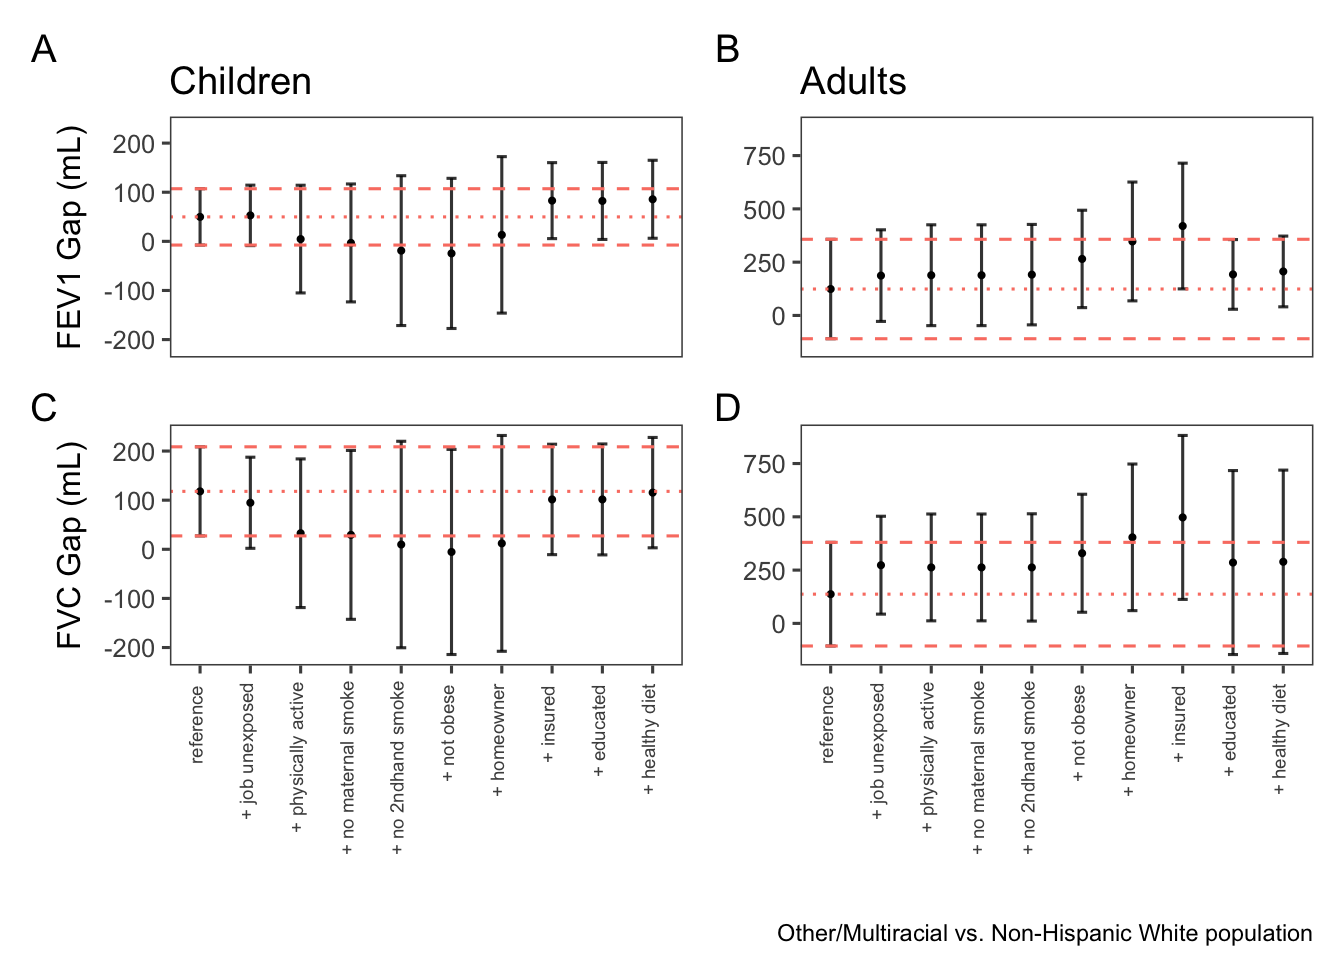 A
Children
FEV1 Gap (mL)
200
100
0
-100
-200
B
Adults
750
500
250
0
C
FVC Gap (mL)
200
100
0
-100
-200
reference
+ job unexposed
+ physically active
+ no maternal smoke
+ no 2ndhand smoke
+ not obese
+ homeowner
+ insured
+ educated
+ healthy diet
D
750
500
250
0
reference
+ job unexposed
+ physically active
+ no maternal smoke
+ no 2ndhand smoke
+ not obese
+ homeowner
+ insured
+ educated
+ healthy diet
Other/Multiracial vs. Non-Hispanic White population